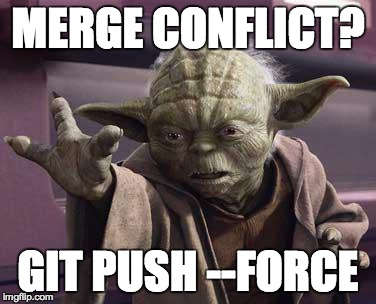 MERGE CONFLICT?
GIT PUSH --FORCE
imgflip.com